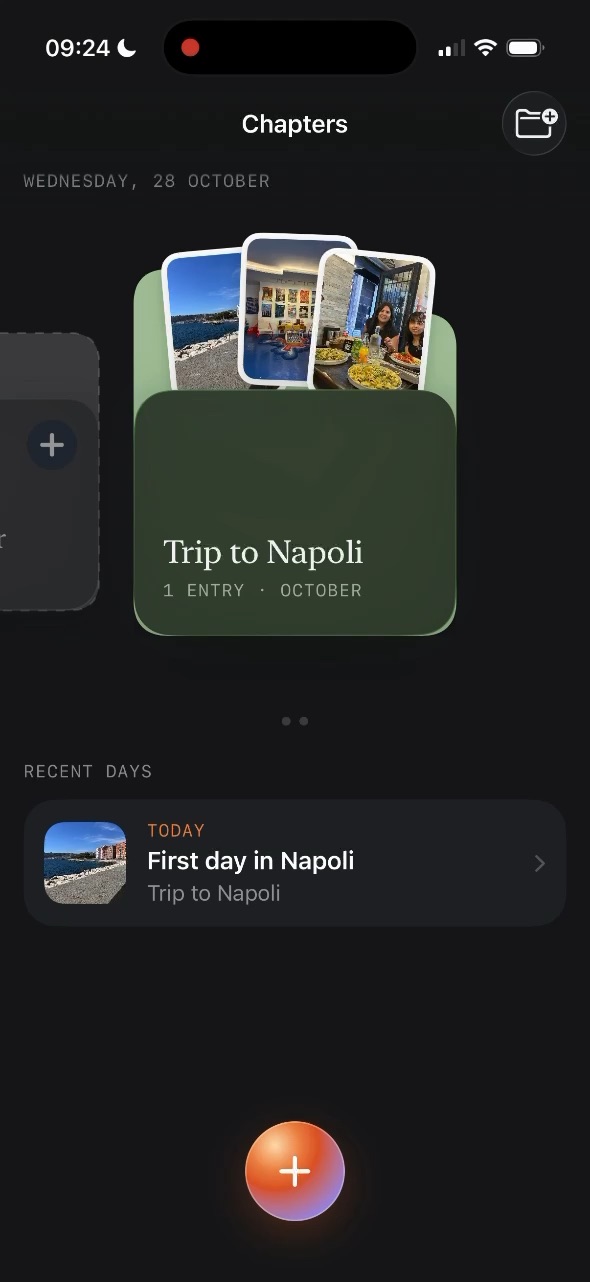 09:24
Chapters
WEDNESDAY, 28 OCTOBER
r
Trip to Napoli
1 ENTRY · OCTOBER
RECENT DAYS
TODAY
First day in Napoli
Trip to Napoli